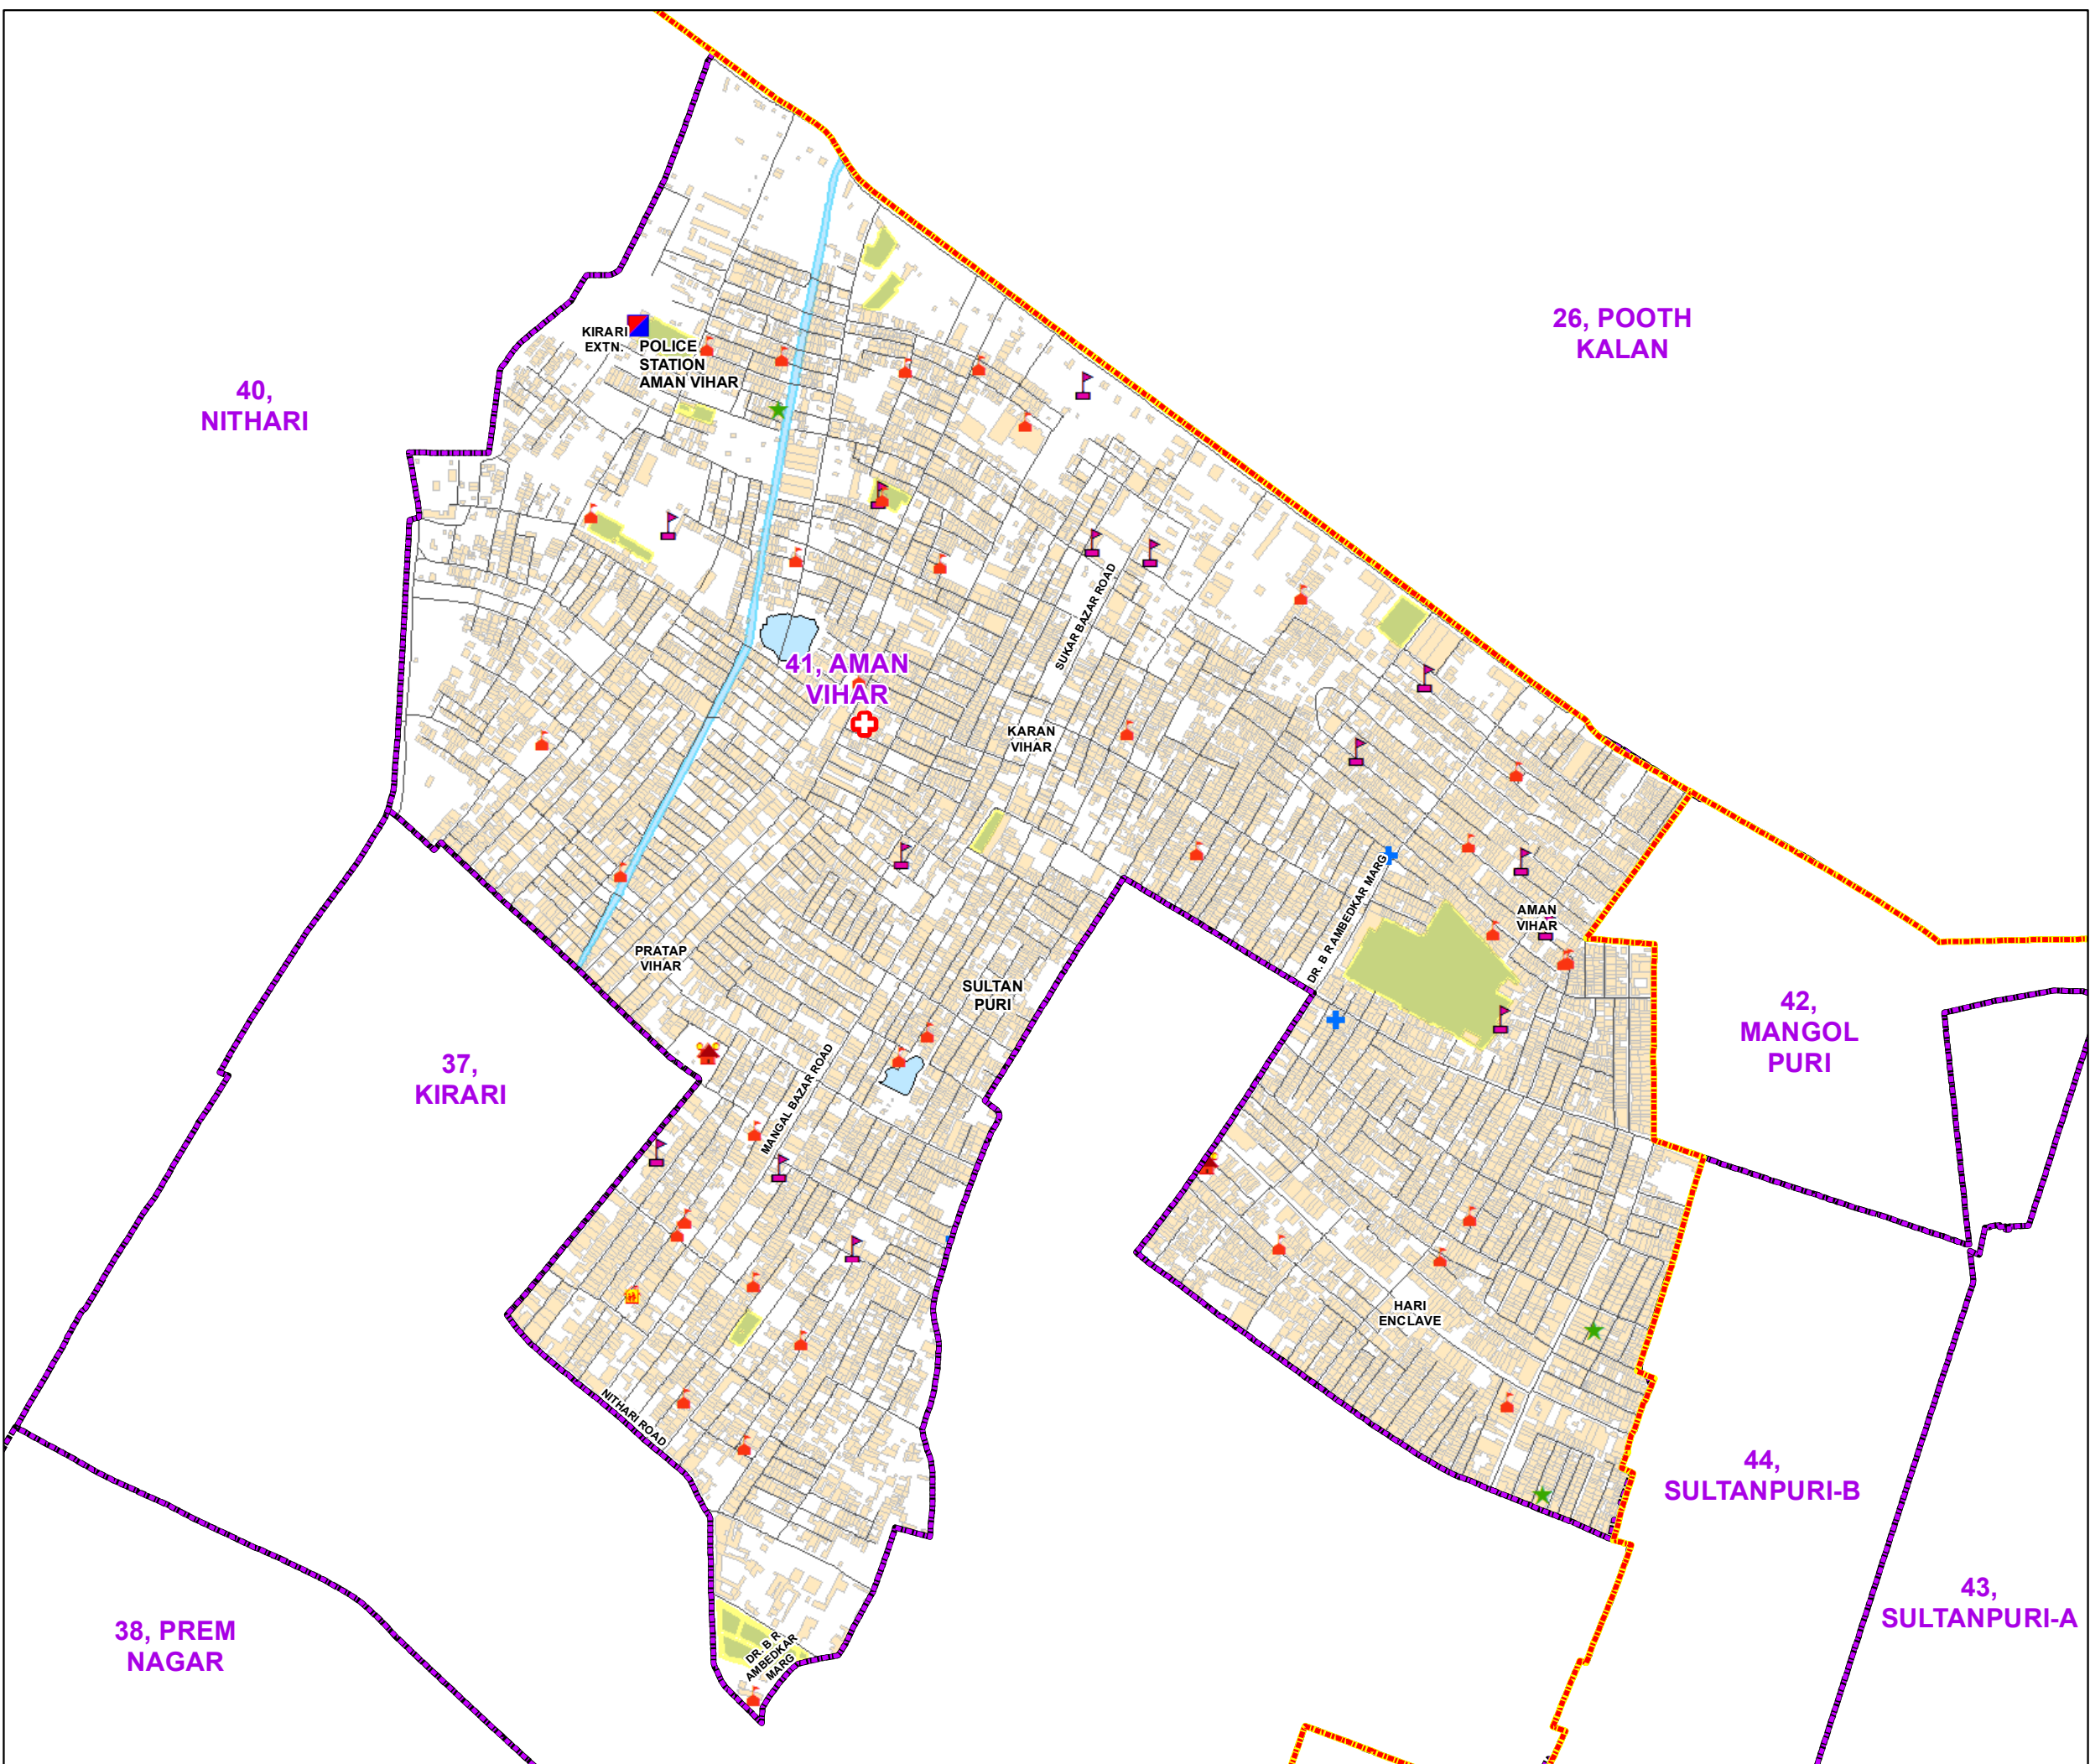 26, POOTH
KALAN
KIRARI
EXTN.
POLICE
STATION
AMAN VIHAR
40,
NITHARI
SUKAR BAZAR ROAD
41, AMAN
VIHAR
KARAN
VIHAR
DR. B R AMBEDKAR MARG
AMAN
VIHAR
PRATAP
VIHAR
SULTAN
PURI
42,
MANGOL
PURI
37,
KIRARI
MANGAL BAZAR ROAD
HARI
ENCLAVE
NITHARI ROAD
44,
SULTANPURI-B
43,
SULTANPURI-A
38, PREM
NAGAR
DR. B R
AMBEDKAR
MARG